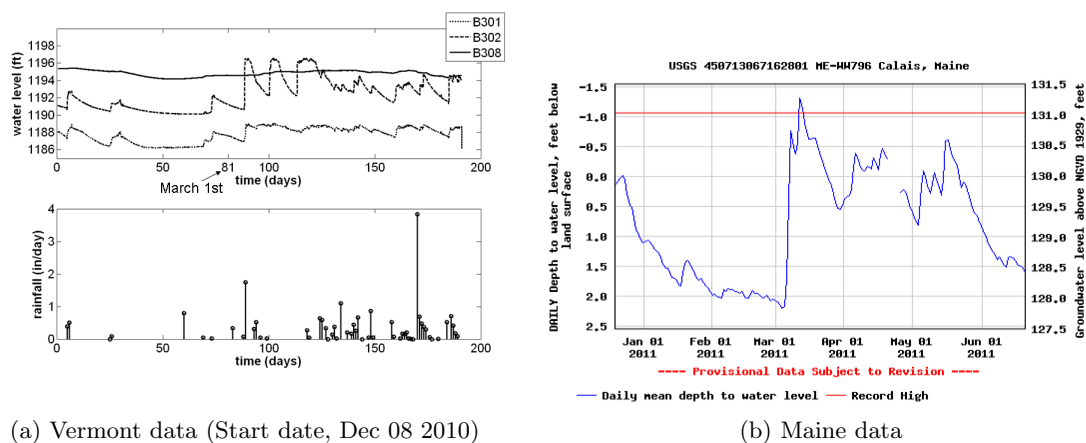 B301
B302
B308
1198
1196
1194
1192
1190
1188
1186
water level (ft)
0 50 81 100 150 200
March 1st
time (days)
4
3
2
1
0
rainfall (in/day)
0 50 100 150 200
time (days)
(a) Vermont data (Start date, Dec 08 2010)
USGS 450713067162801 ME-WW796 Calais, Maine
DAILY Depth to water level, feet below
land surface
-1.5
-1.0
-0.5
0.0
0.5
1.0
1.5
2.0
2.5
131.5
131.0
130.5
130.0
129.5
129.0
128.5
128.0
127.5
Groundwater level above NGVD 1929, feet
Jan 01 Feb 01 Mar 01 Apr 01 May 01 Jun 01
2011 2011 2011 2011 2011 2011
---- Provisional Data Subject to Revision ----
Daily mean depth to water level Record High
(b) Maine data